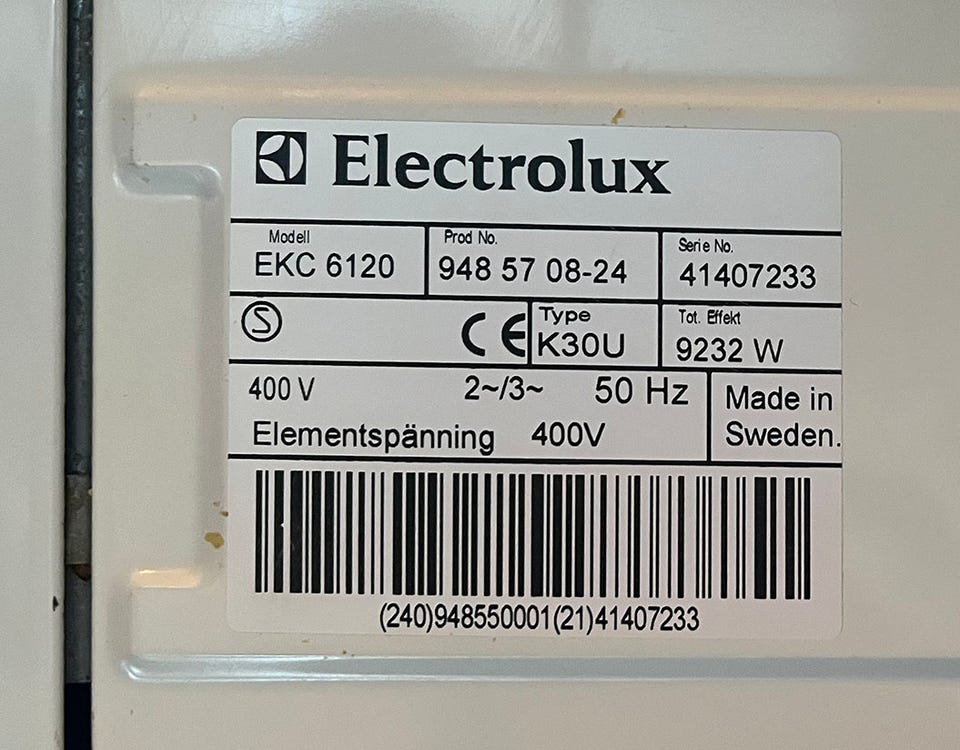 Electrolux
Modell Prod No. Serie No.
EKC 6120 948 57 08-24 41407233
S CE Type Tot. Effekt
K30U 9232 W
400 V 2~/3~ 50 Hz Made in
Elementspänning 400V Sweden.
(240)948550001(21)41407233